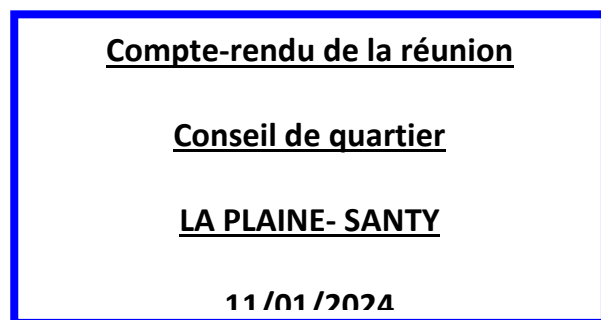 Compte-rendu de la réunion
Conseil de quartier
LA PLAINE- SANTY
11/01/2024